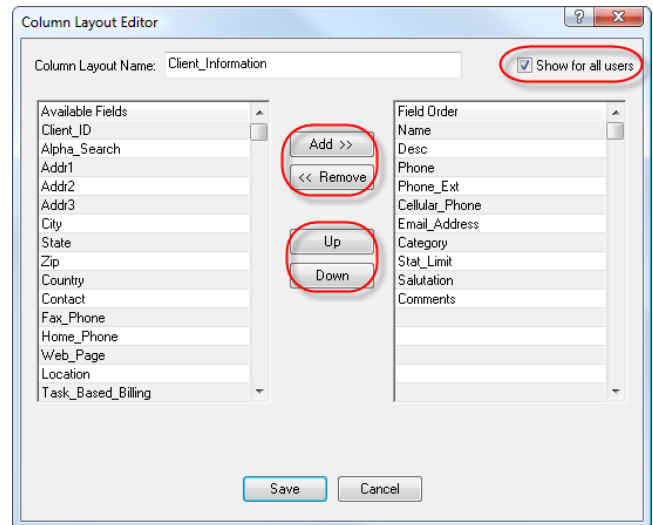 Column Layout Editor
Column Layout Name: Client_Information
Show for all users
Available Fields
Client_ID
Alpha_Search
Addr1
Addr2
Addr3
City
State
Zip
Country
Contact
Fax_Phone
Home_Phone
Web_Page
Location
Task_Based_Billing
Add >>
<< Remove
Up
Down
Field Order
Name
Desc
Phone
Phone_Ext
Cellular_Phone
Email_Address
Category
Stat_Limit
Salutation
Comments
Save
Cancel